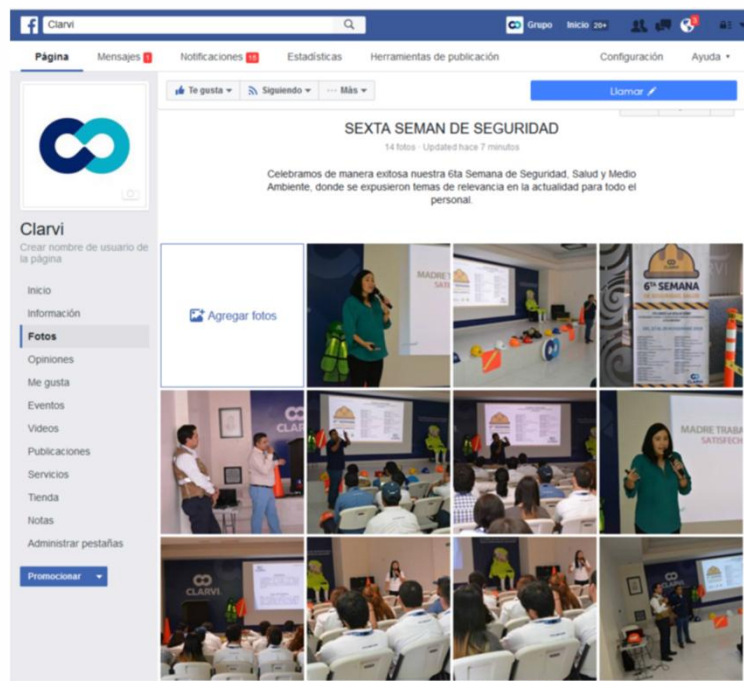 Clarvi
Grupo
Inicio 20+
3
Página
Mensajes 1
Notificaciones 15
Estadísticas
Herramientas de publicación
Configuración
Ayuda
Te gusta
Siguiendo
Más
Llamar
SEXTA SEMAN DE SEGURIDAD
14 fotos · Updated hace 7 minutos
Celebramos de manera exitosa nuestra 6ta Semana de Seguridad, Salud y Medio
Ambiente, donde se expusieron temas de relevancia en la actualidad para todo el
personal.
Clarvi
Crear nombre de usuario de
la página
Inicio
Información
Fotos
Opiniones
Me gusta
Eventos
Videos
Publicaciones
Servicios
Tienda
Notas
Administrar pestañas
Promocionar
Agregar fotos
MADRE T
SATI
6TA SEMANA
CLARVI
CLAR
MADRE TRABA
SATISFECH
CLARVI
CLARVI